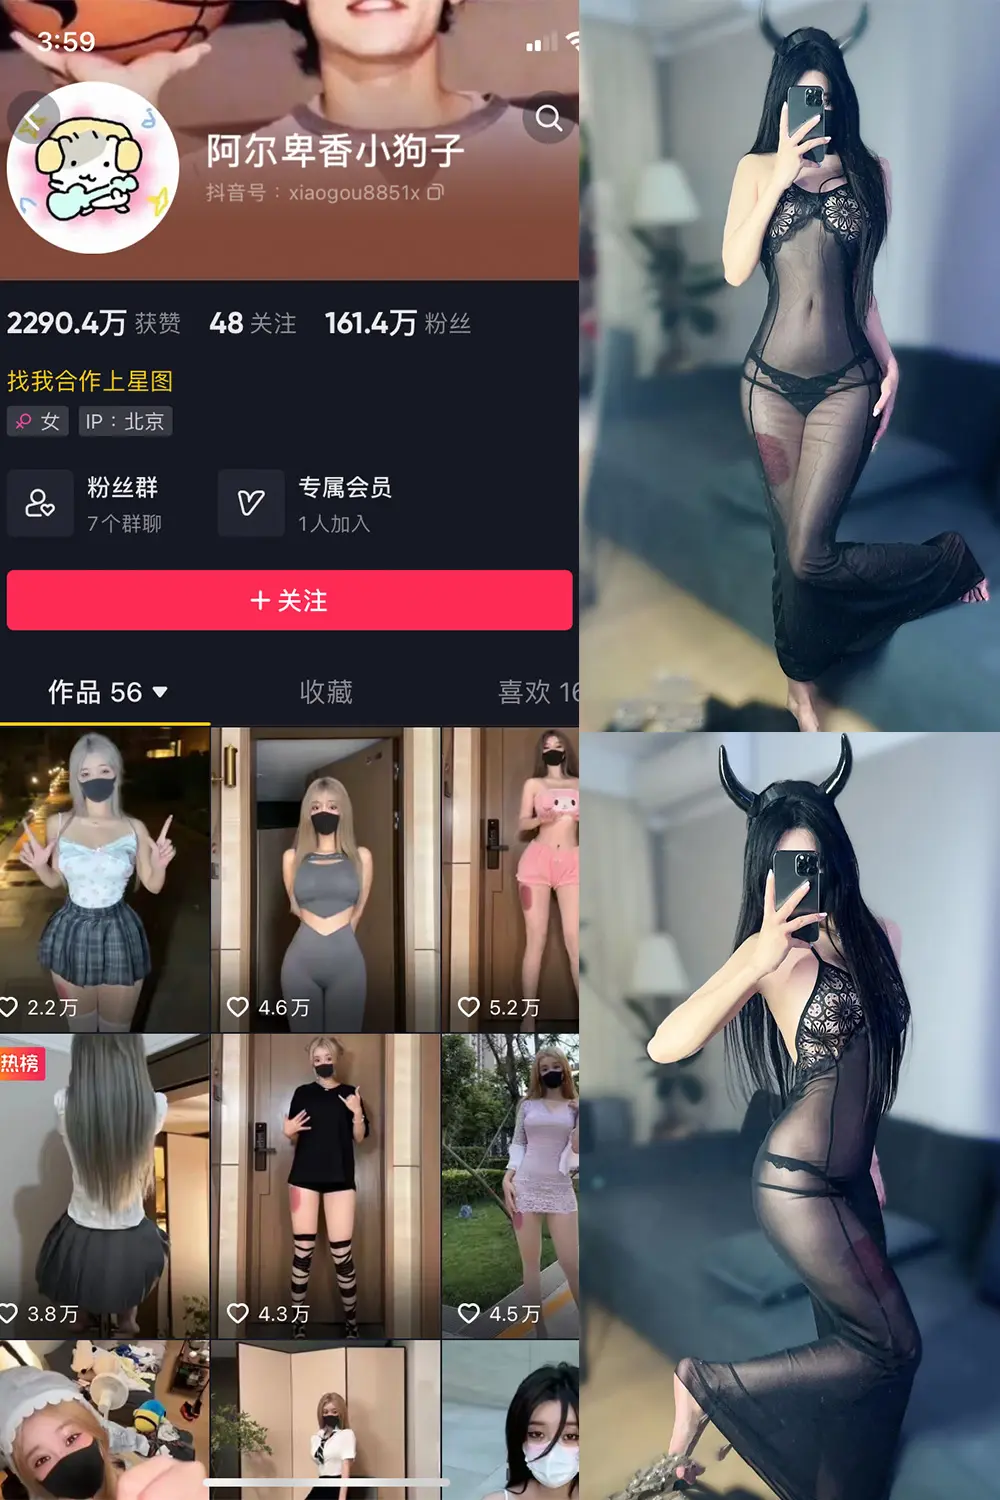 3:59
阿尔卑香小狗子
抖音号：xiaogou8851x
2290.4万 获赞 48 关注 161.4万 粉丝
找我合作上星图
女 IP：北京
粉丝群
7个群聊
专属会员
1人加入
+ 关注
作品 56 收藏 喜欢 16
2.2万 4.6万 5.2万
热榜
3.8万 4.3万 4.5万